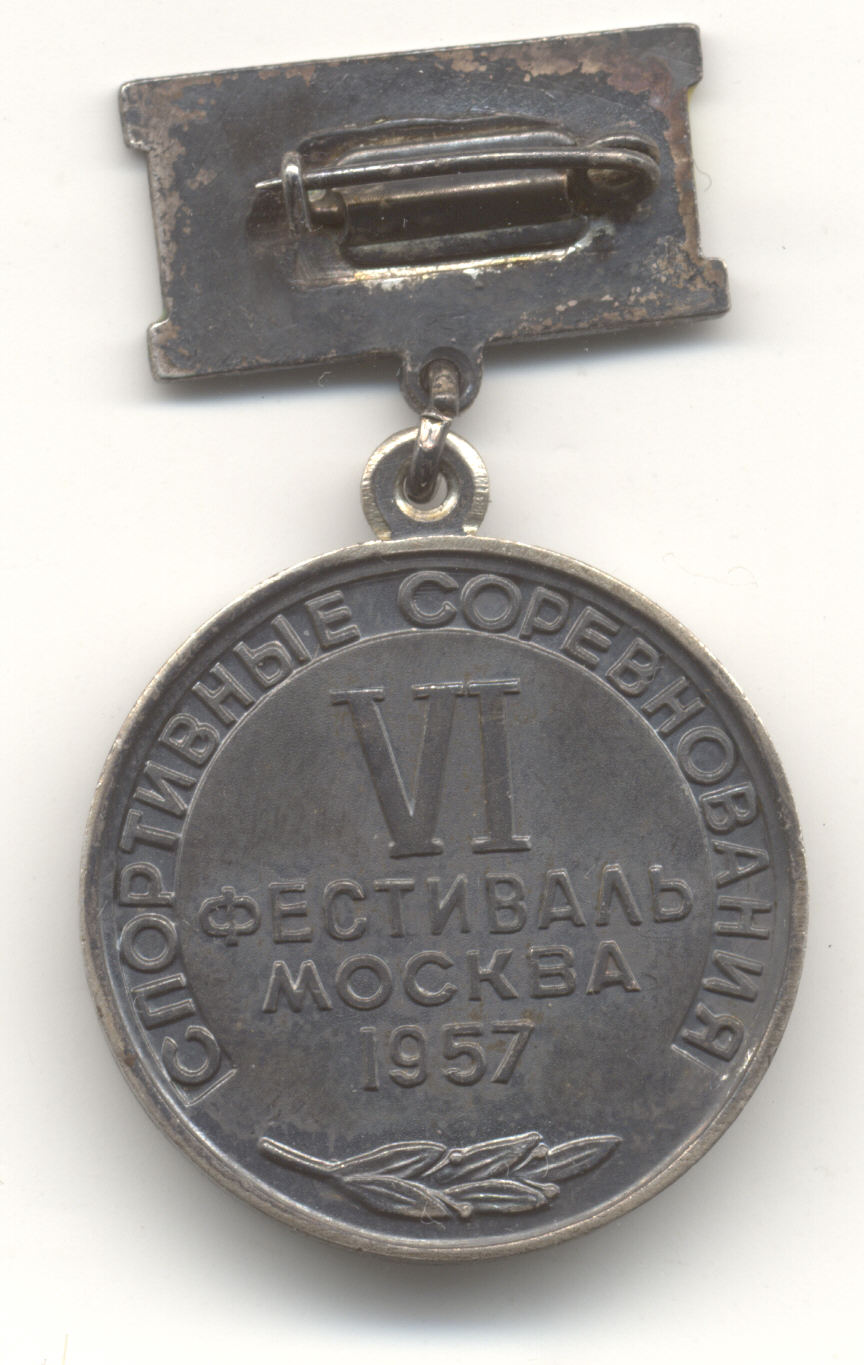 СПОРТИВНЫЕ СОРЕВНОВАНИЯ
VI
ФЕСТИВАЛЬ
МОСКВА
1957